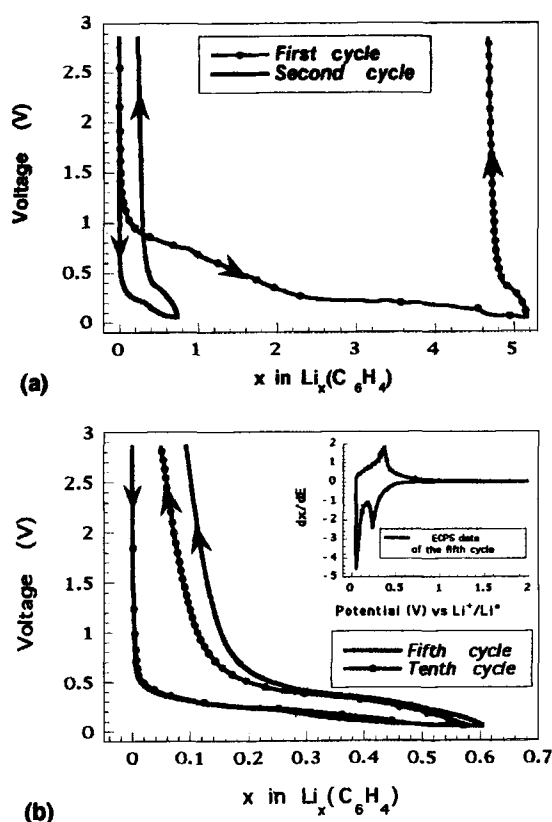 3
First cycle
Second cycle
2.5
2
1.5
1
0.5
0
Voltage (V)
0 1 2 3 4 5
x in Liₓ(C₆H₄)
(a)
3
2.5
2
1.5
1
0.5
0
Voltage (V)
2
1
0
-1
-2
-3
-4
-5
dx/dE
ECPS data
of the fifth cycle
0 0.5 1 1.5 2
Potential (V) vs Li⁺/Li°
Fifth cycle
Tenth cycle
0 0.1 0.2 0.3 0.4 0.5 0.6 0.7
x in Liₓ(C₆H₄)
(b)